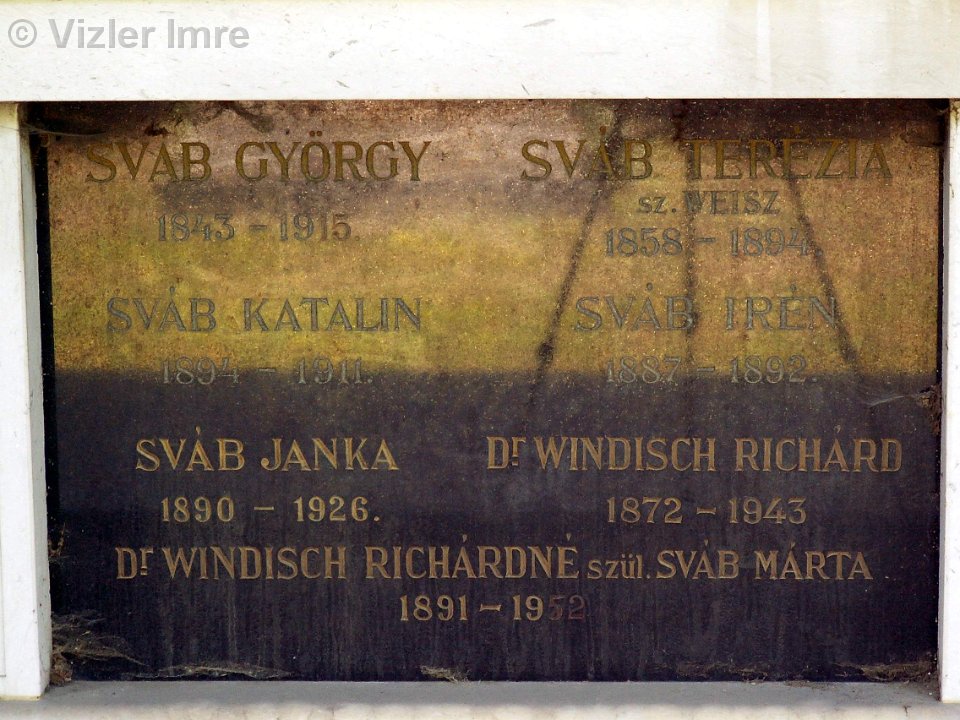 © Vizler Imre
SVÁB GYÖRGY
1843 – 1915.
SVÁB TERÉZIA
sz. WEISZ
1858 – 1894.
SVÁB KATALIN
1894 – 1911.
SVÁB IRÉN
1887 – 1892.
SVÁB JANKA
1890 – 1926.
Dr. WINDISCH RICHÁRD
1872 – 1943
Dr. WINDISCH RICHÁRDNÉ szül. SVÁB MÁRTA
1891 – 1952